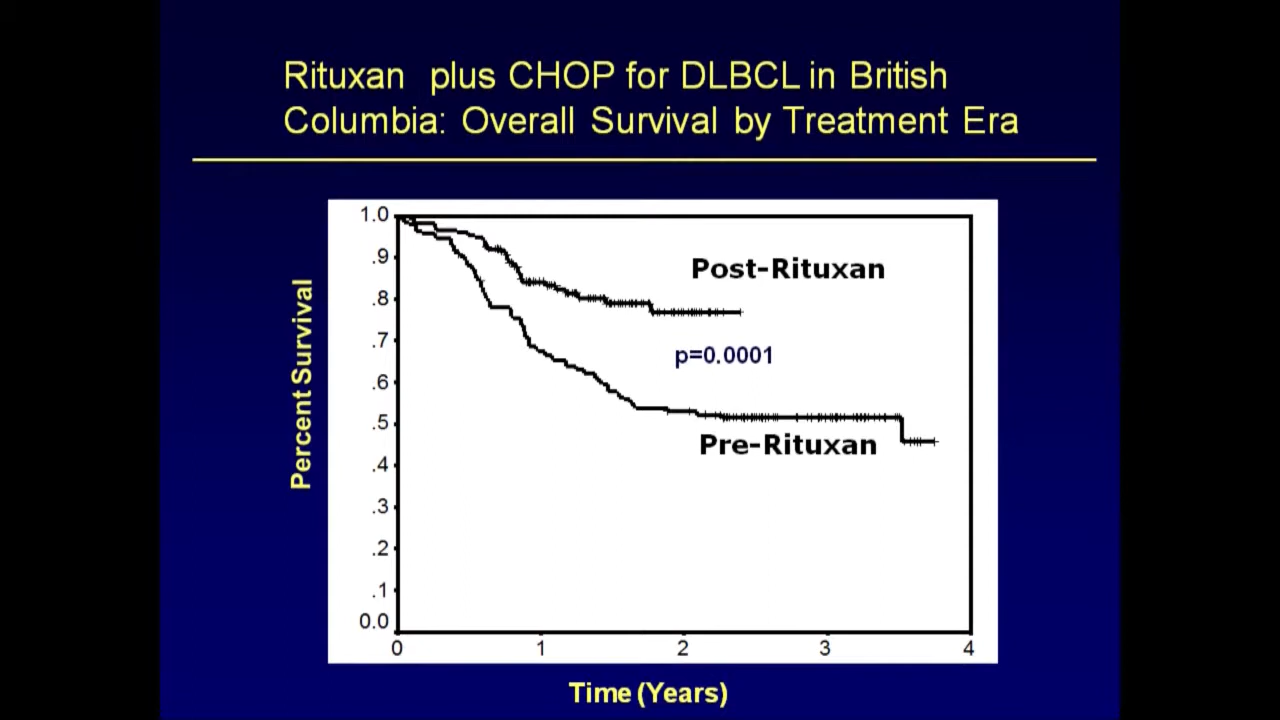 Rituxan plus CHOP for DLBCL in British
Columbia: Overall Survival by Treatment Era
Percent Survival
1.0
.9
.8
.7
.6
.5
.4
.3
.2
.1
0.0
Post-Rituxan
p=0.0001
Pre-Rituxan
0 1 2 3 4
Time (Years)